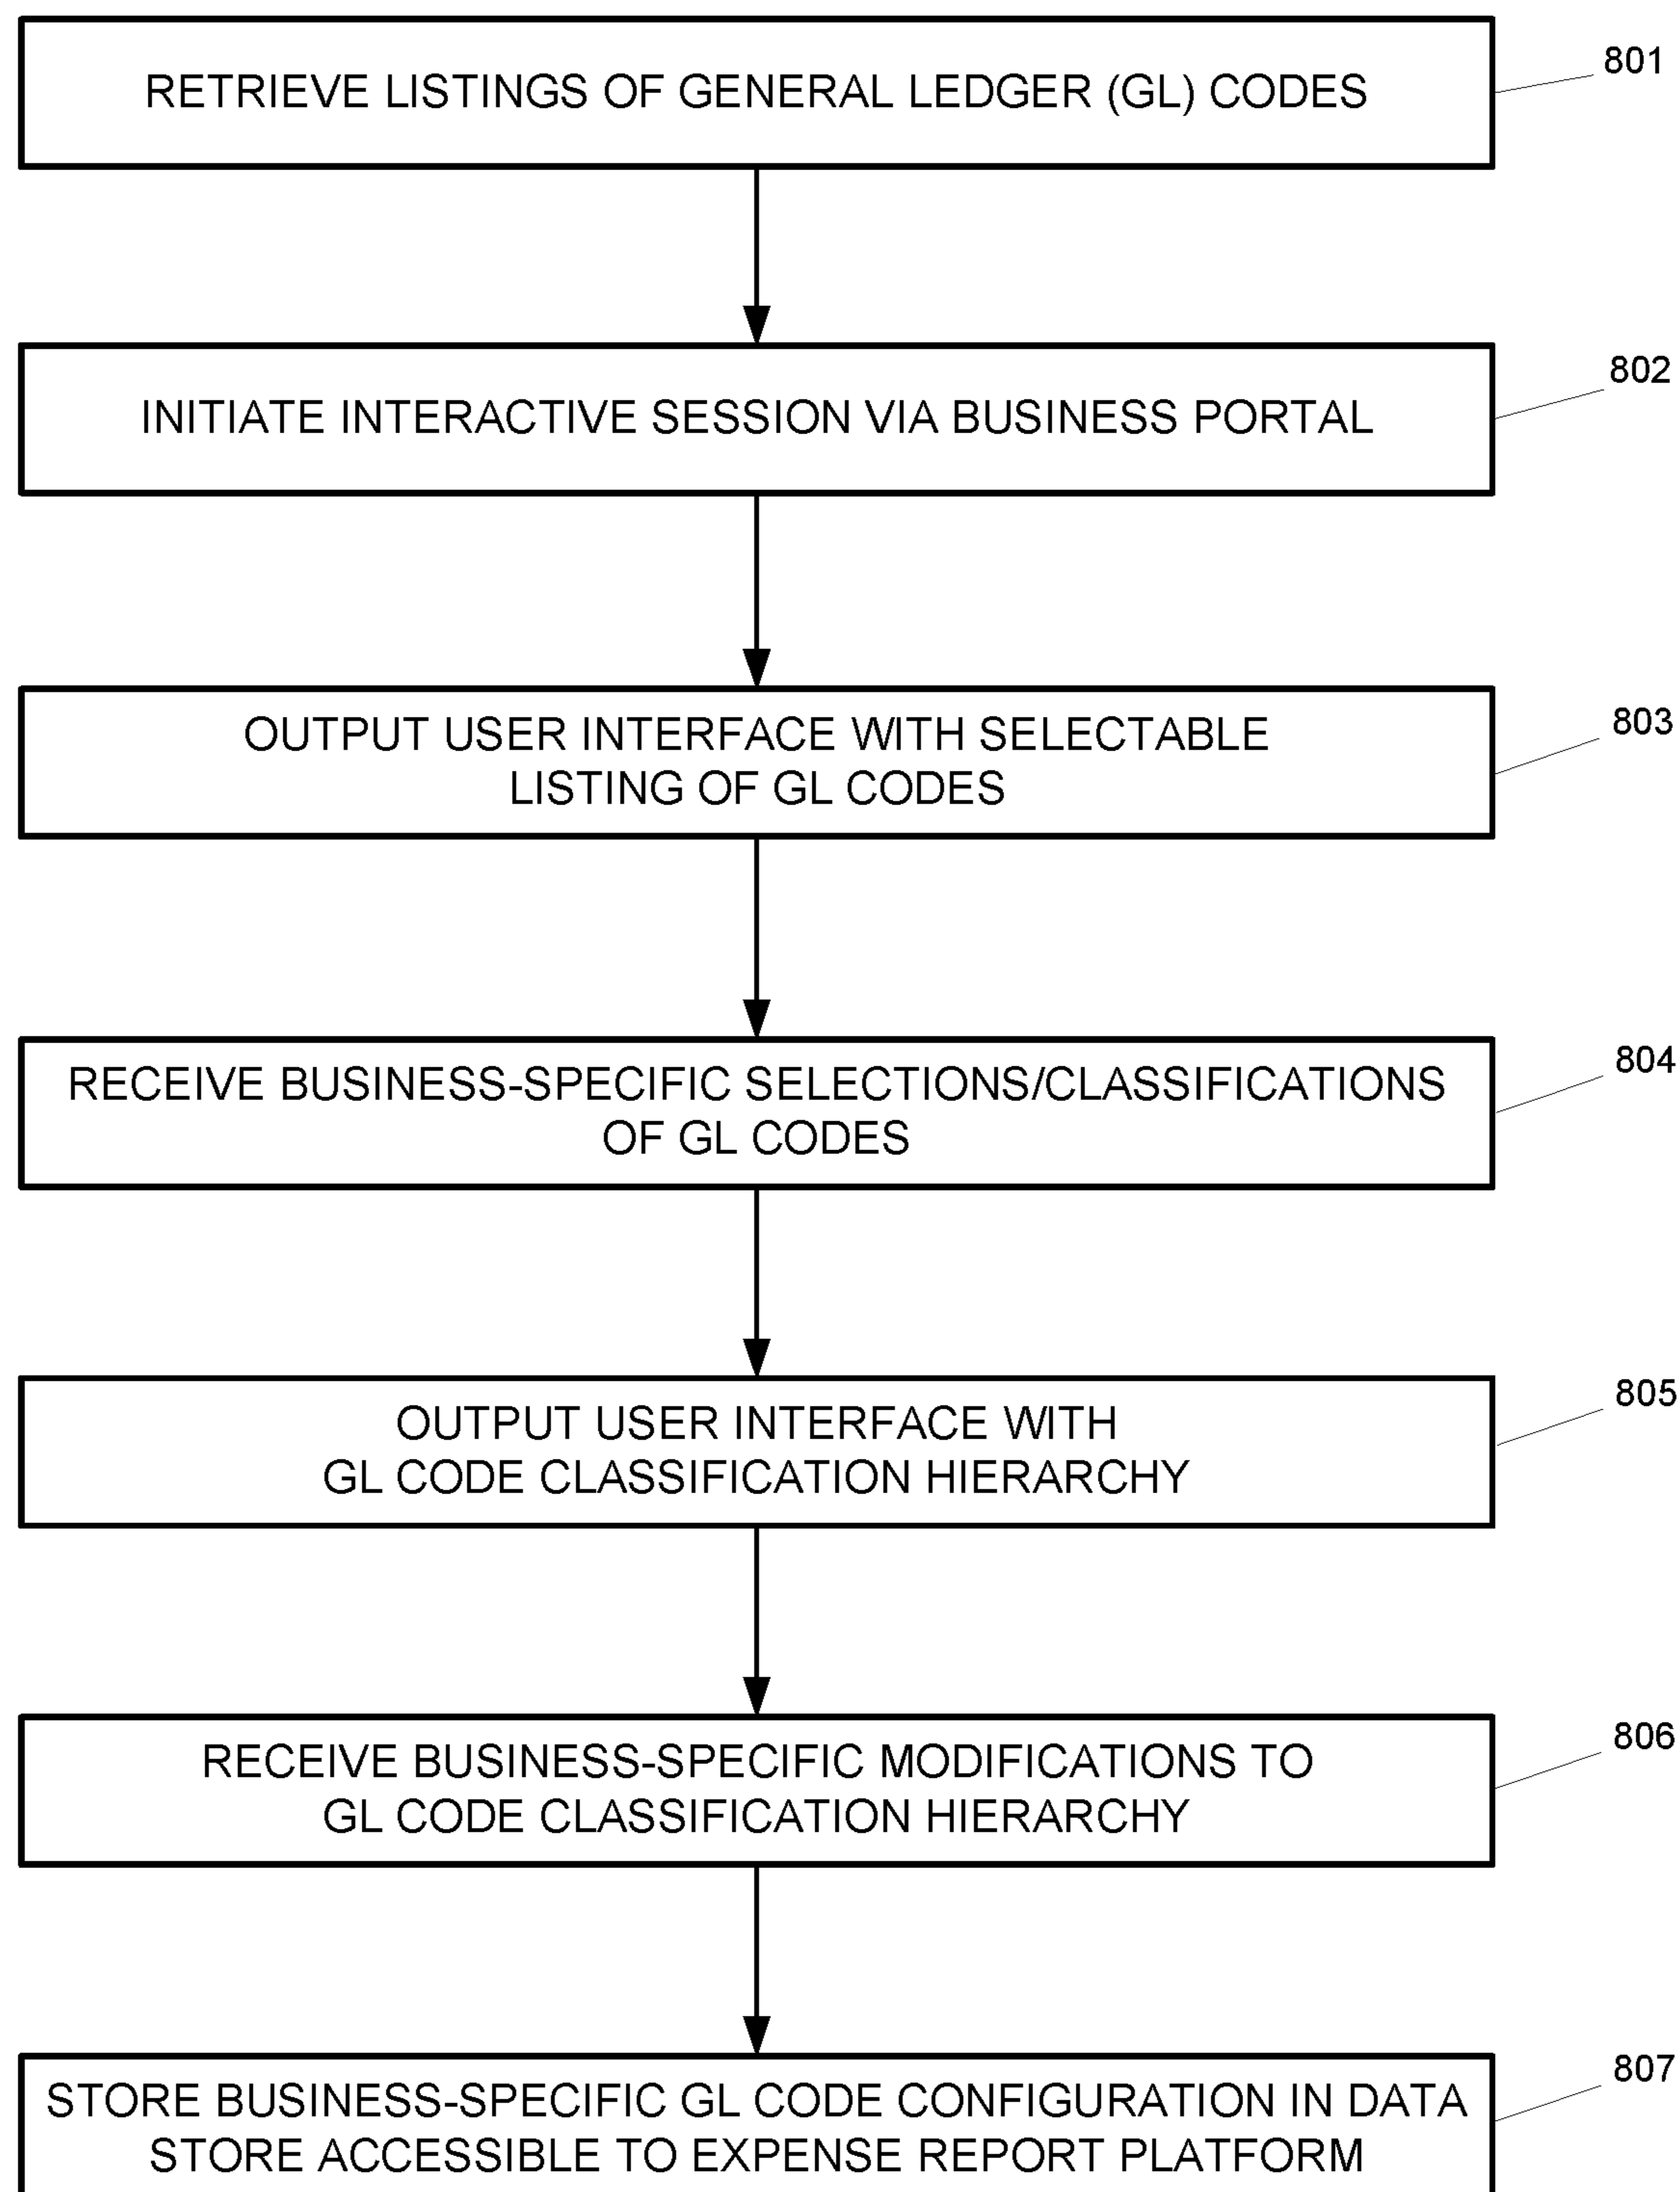 RETRIEVE LISTINGS OF GENERAL LEDGER (GL) CODES
801
INITIATE INTERACTIVE SESSION VIA BUSINESS PORTAL
802
OUTPUT USER INTERFACE WITH SELECTABLE
LISTING OF GL CODES
803
RECEIVE BUSINESS-SPECIFIC SELECTIONS/CLASSIFICATIONS
OF GL CODES
804
OUTPUT USER INTERFACE WITH
GL CODE CLASSIFICATION HIERARCHY
805
RECEIVE BUSINESS-SPECIFIC MODIFICATIONS TO
GL CODE CLASSIFICATION HIERARCHY
806
STORE BUSINESS-SPECIFIC GL CODE CONFIGURATION IN DATA
STORE ACCESSIBLE TO EXPENSE REPORT PLATFORM
807